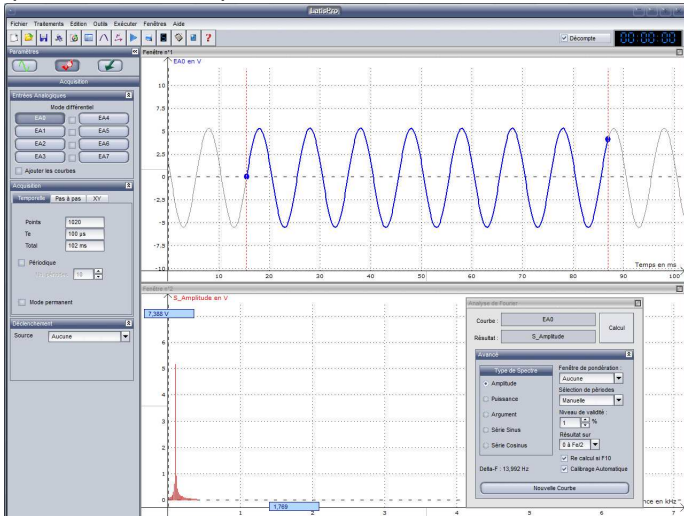 LatisPro
Fichier Traitements Edition Outils Exécuter Fenêtres Aide
Décompte
00:00:00
Paramètres
Acquisition
Entrées Analogiques
Mode différentiel
EA0 EA4
EA1 EA5
EA2 EA6
EA3 EA7
Ajouter les courbes
Acquisition
Temporelle Pas à pas XY
Points 1020
Te 100 µs
Total 102 ms
Périodique
10
Mode permanent
Déclenchement
Source Aucune
Fenêtre n°1
EA0 en V
10
7.5
5
2.5
0
-2.5
-5
-7.5
-10
10 20 30 40 50 60 70 80 90 100
Temps en ms
Fenêtre n°2
S_Amplitude en V
7,388 V
6
5
4
3
2
1
0
1,769
1 2 3 4 5 6 7
nce en kHz
Analyse de Fourier
Courbe : EA0
Résultat : S_Amplitude
Calcul
Avancé
Type de Spectre
Amplitude
Puissance
Argument
Série Sinus
Série Cosinus
Fenêtre de pondération :
Aucune
Sélection de périodes
Manuelle
Niveau de validité :
1 %
Résultat sur
0 à Fe/2
Re calcul si F10
Delta-F : 13,992 Hz
Calibrage Automatique
Nouvelle Courbe